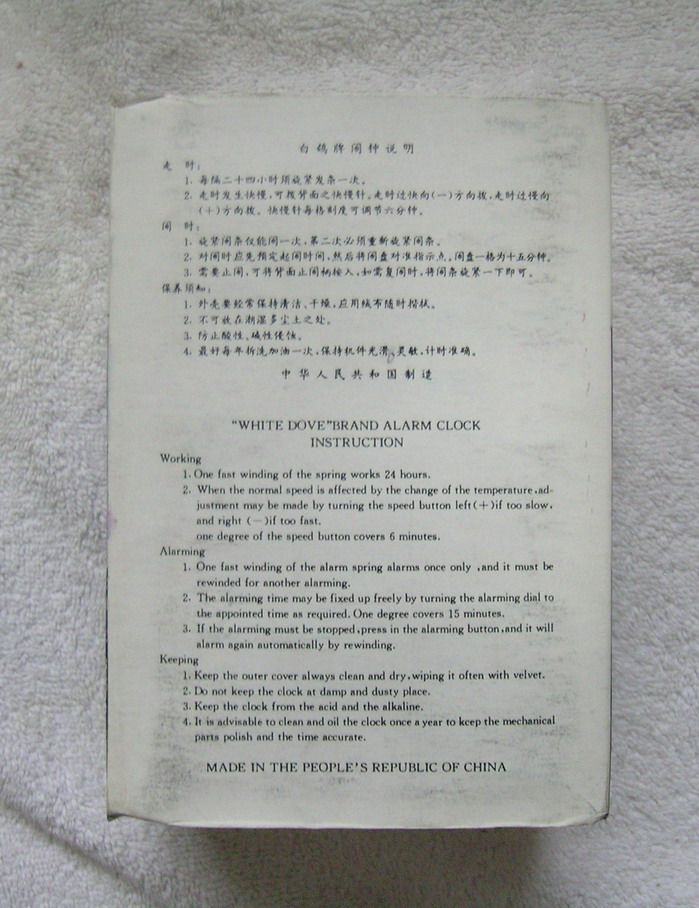 白鸽牌闹钟说明
走 时:
1. 每隔二十四小时须旋紧发条一次。
2. 走时发生快慢,可拨背面之快慢针。走时过快向(一)方向拨,走时过慢向
(+)方向拨。快慢针每格刻度可调节六分钟。
闹 时:
1. 旋紧闹条仅能闹一次,第二次必须重新旋紧闹条。
2. 对闹时应先预定起闹时间,然后将闹盘对准指示点。闹盘一格为十五分钟。
3. 需要止闹,可将背面止闹柄按入,如需复闹时,将闹条旋紧一下即可。
保养须知:
1. 外壳要经常保持清洁、干燥,应用绒布随时揩拭。
2. 不可放在潮湿多尘土之处。
3. 防止酸性、碱性侵蚀。
4. 最好每年拆洗加油一次,保持机件光滑,灵敏,计时准确。
中华人民共和国制造
"WHITE DOVE"BRAND ALARM CLOCK
INSTRUCTION
Working
1. One fast winding of the spring works 24 hours.
2. When the normal speed is affected by the change of the temperature,ad-
justment may be made by turning the speed button left(+)if too slow,
and right (—)if too fast.
one degree of the speed button covers 6 minutes.
Alarming
1. One fast winding of the alarm spring alarms once only ,and it must be
rewinded for another alarming.
2. The alarming time may be fixed up freely by turning the alarming dial to
the appointed time as required. One degree covers 15 minutes.
3. If the alarming must be stopped,press in the alarming button,and it will
alarm again automatically by rewinding.
Keeping
1. Keep the outer cover always clean and dry,wiping it often with velvet.
2. Do not keep the clock at damp and dusty place.
3. Keep the clock from the acid and the alkaline.
4. It is advisable to clean and oil the clock once a year to keep the mechanical
parts polish and the time accurate.
MADE IN THE PEOPLE'S REPUBLIC OF CHINA